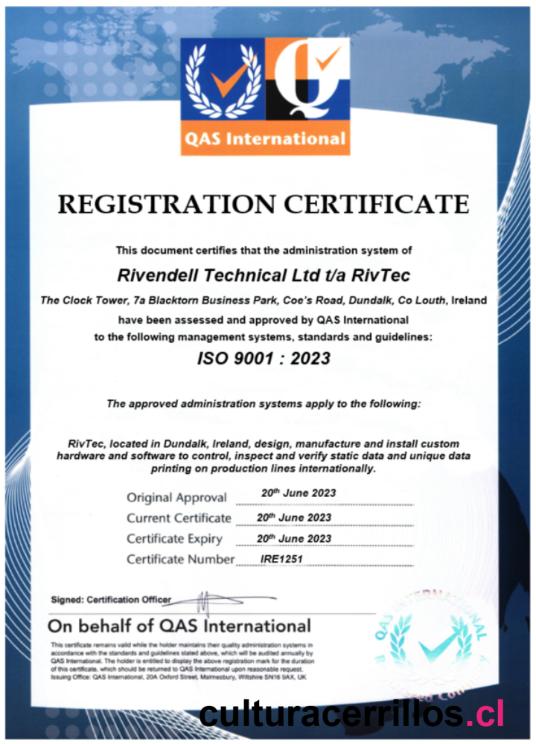 QAS International
REGISTRATION CERTIFICATE
This document certifies that the administration system of
Rivendell Technical Ltd t/a RivTec
The Clock Tower, 7a Blacktorn Business Park, Coe's Road, Dundalk, Co Louth, Ireland
have been assessed and approved by QAS International
to the following management systems, standards and guidelines:
ISO 9001 : 2023
The approved administration systems apply to the following:
RivTec, located in Dundalk, Ireland, design, manufacture and install custom
hardware and software to control, inspect and verify static data and unique data
printing on production lines internationally.
Original Approval 20th June 2023
Current Certificate 20th June 2023
Certificate Expiry 20th June 2023
Certificate Number IRE1251
Signed: Certification Officer
On behalf of QAS International
This certificate remains valid while the holder maintains their quality administration systems in
accordance with the standards and guidelines stated above, which will be audited annually by
QAS International. The holder is entitled to display the above registration mark for the duration
of this certificate, which should be returned to QAS International upon reasonable request.
Issuing Office: QAS International, 20A Oxford Street, Malmesbury, Wiltshire SN16 9AX, UK
QAS INTERNATIONAL
culturacerrillos.cl